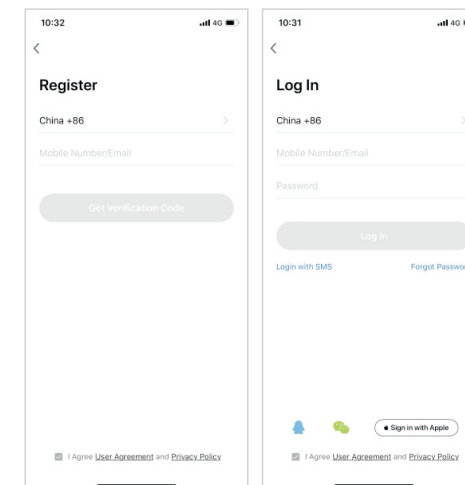 10:32
4G
Register
China +86
Mobile Number/Email
Get Verification Code
I Agree User Agreement and Privacy Policy
10:31
4G
Log In
China +86
Mobile Number/Email
Password
Log In
Login with SMS
Forgot Passwor
Sign in with Apple
I Agree User Agreement and Privacy Policy